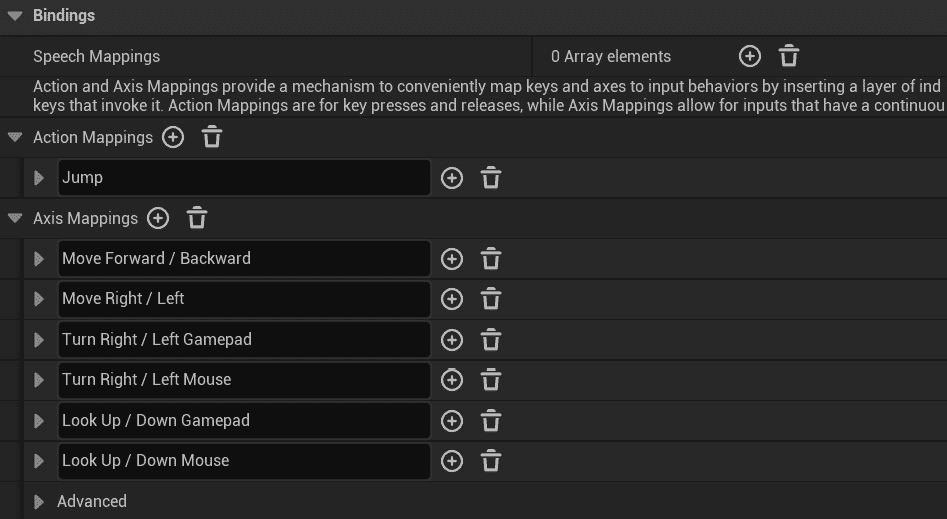 Bindings
Speech Mappings 0 Array elements
Action and Axis Mappings provide a mechanism to conveniently map keys and axes to input behaviors by inserting a layer of ind
keys that invoke it. Action Mappings are for key presses and releases, while Axis Mappings allow for inputs that have a continuou
Action Mappings
Jump
Axis Mappings
Move Forward / Backward
Move Right / Left
Turn Right / Left Gamepad
Turn Right / Left Mouse
Look Up / Down Gamepad
Look Up / Down Mouse
Advanced